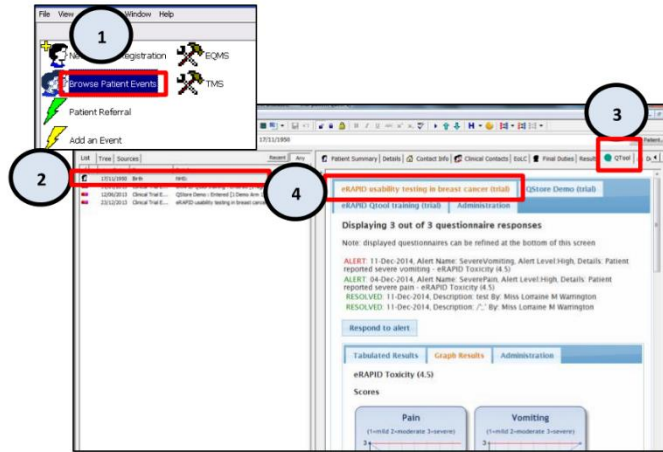 File View Window Help
1
EQMS
Browse Patient Events
TMS
Patient Referral
Add an Event
3
17/11/1950
List Tree Sources
Recent Any
Patient Summary Details Contact Info Clinical Contacts EoLC Final Duties Results QTool
2
17/11/1950 Birth NHS:
Clinical Trial E...
12/06/2013 Clinical Trial E... QStore Demo : Entered [] Demo Arm
23/12/2013 Clinical Trial E... eRAPID usability testing in breast cancer
4
eRAPID usability testing in breast cancer (trial) QStore Demo (trial)
eRAPID Qtool training (trial) Administration
Displaying 3 out of 3 questionnaire responses
Note: displayed questionnaires can be refined at the bottom of this screen
ALERT: 11-Dec-2014, Alert Name: SevereVomiting, Alert Level:High, Details: Patient
reported severe vomiting - eRAPID Toxicity (4.5)
ALERT: 04-Dec-2014, Alert Name: SeverePain, Alert Level:High, Details: Patient
reported severe pain - eRAPID Toxicity (4.5)
RESOLVED: 11-Dec-2014, Description: test By: Miss Lorraine M Warrington
RESOLVED: 11-Dec-2014, Description: /';.' By: Miss Lorraine M Warrington
Respond to alert
Tabulated Results Graph Results Administration
eRAPID Toxicity (4.5)
Scores
Pain Vomiting
(1=mild 2=moderate 3=severe) (1=mild 2=moderate 3=severe)
3 3